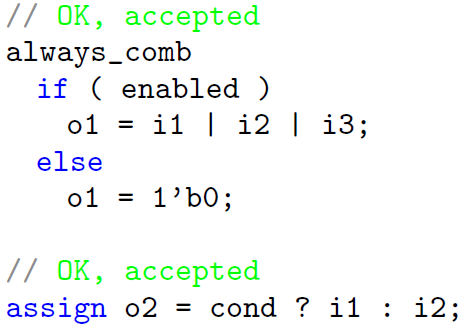 // OK, accepted
always_comb
  if ( enabled )
    o1 = i1 | i2 | i3;
  else
    o1 = 1’b0;

// OK, accepted
assign o2 = cond ? i1 : i2;